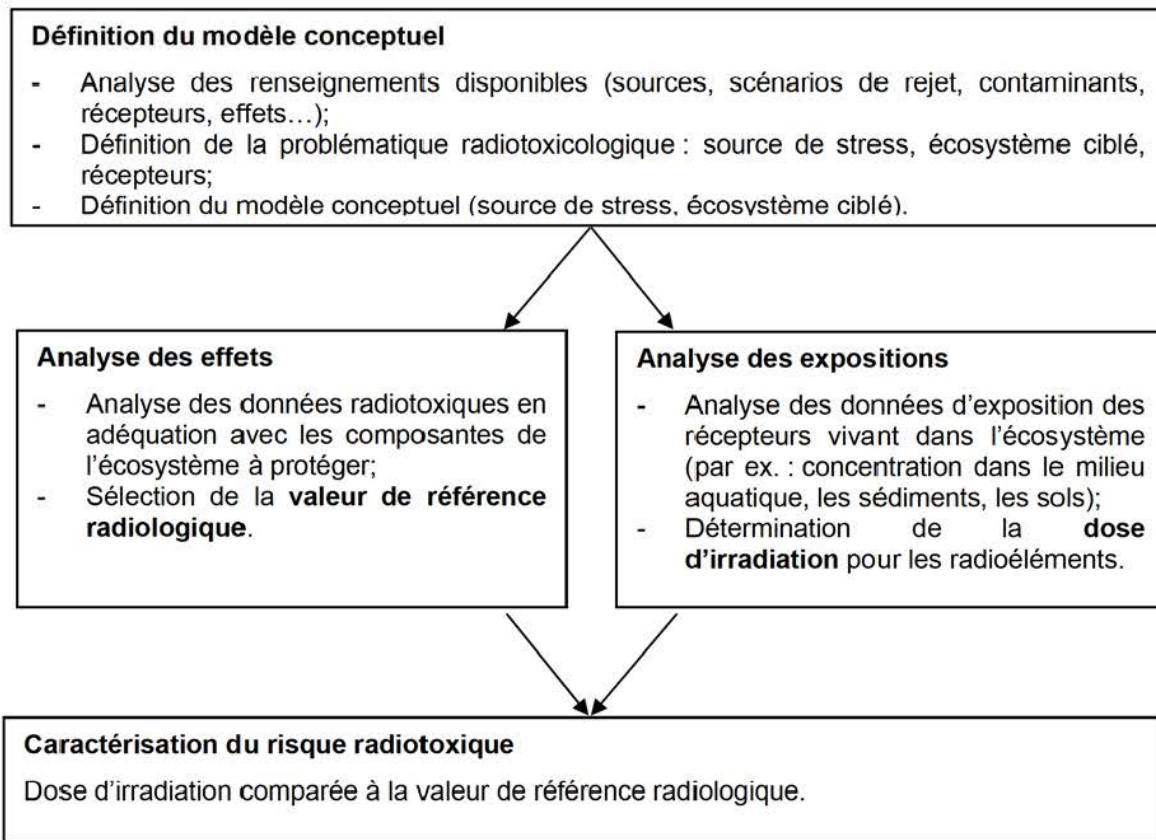 Définition du modèle conceptuel
- Analyse des renseignements disponibles (sources, scénarios de rejet, contaminants,
récepteurs, effets…);
- Définition de la problématique radiotoxicologique : source de stress, écosystème ciblé,
récepteurs;
- Définition du modèle conceptuel (source de stress, écosystème ciblé).
Analyse des effets
- Analyse des données radiotoxiques en
adéquation avec les composantes de
l’écosystème à protéger;
- Sélection de la valeur de référence
radiologique.
Analyse des expositions
- Analyse des données d’exposition des
récepteurs vivant dans l’écosystème
(par ex. : concentration dans le milieu
aquatique, les sédiments, les sols);
- Détermination de la dose
d’irradiation pour les radioéléments.
Caractérisation du risque radiotoxique
Dose d’irradiation comparée à la valeur de référence radiologique.